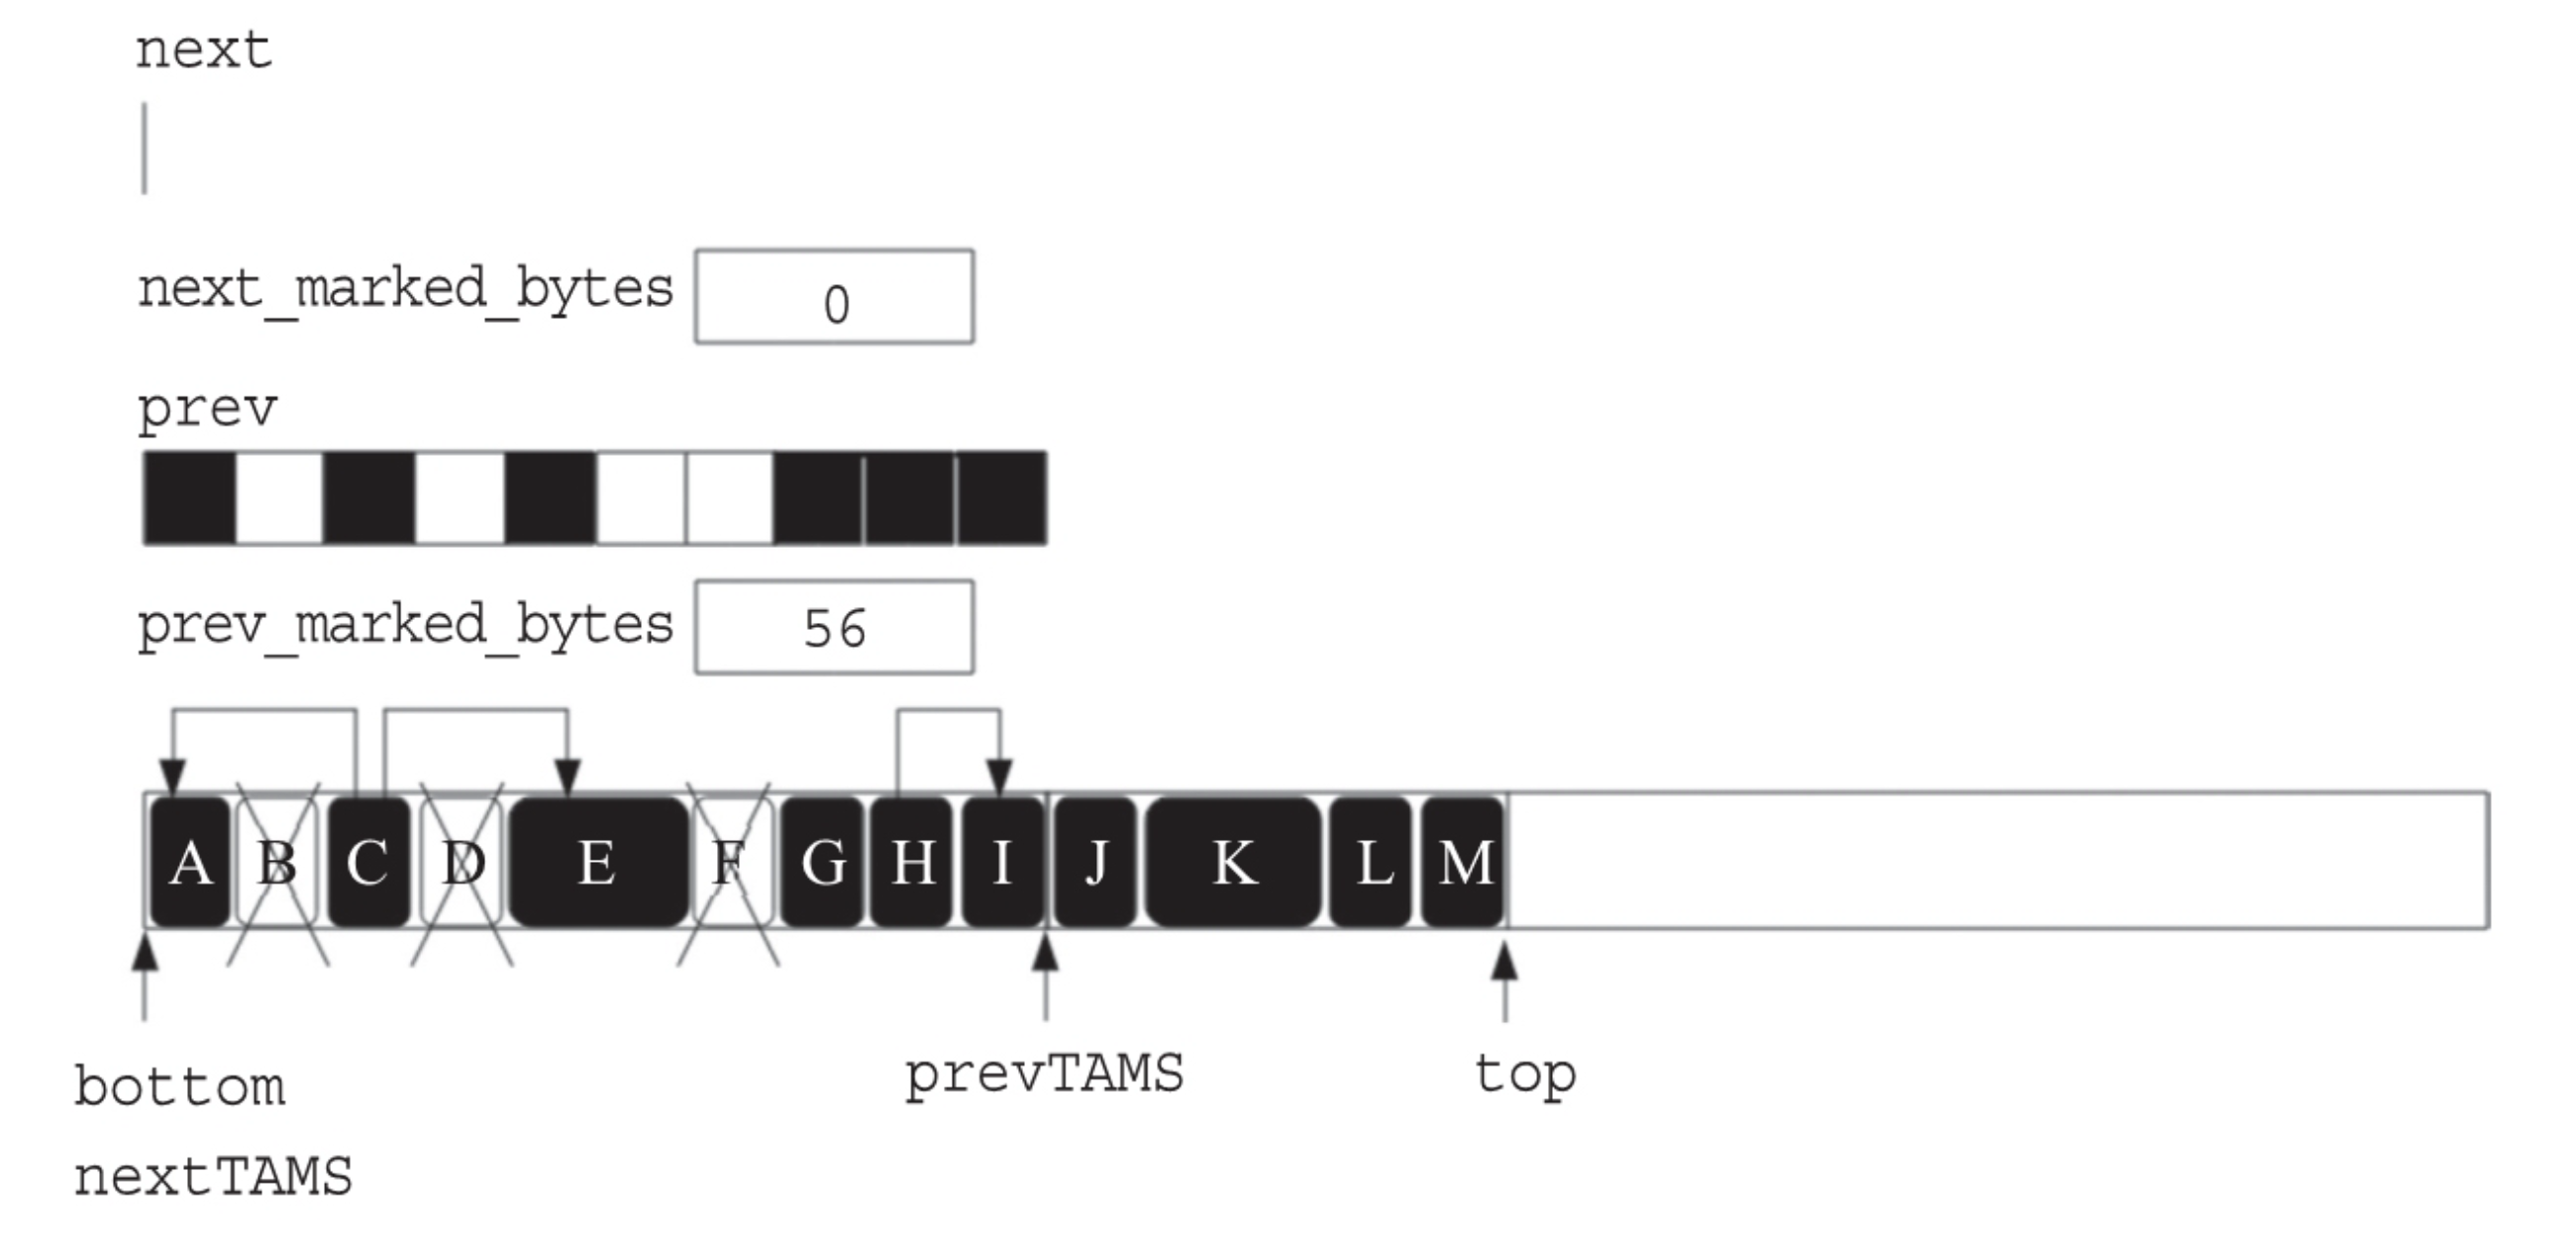 next
next_marked_bytes 0
prev
prev_marked_bytes 56
A B C D E F G H I J K L M
bottom prevTAMS top
nextTAMS